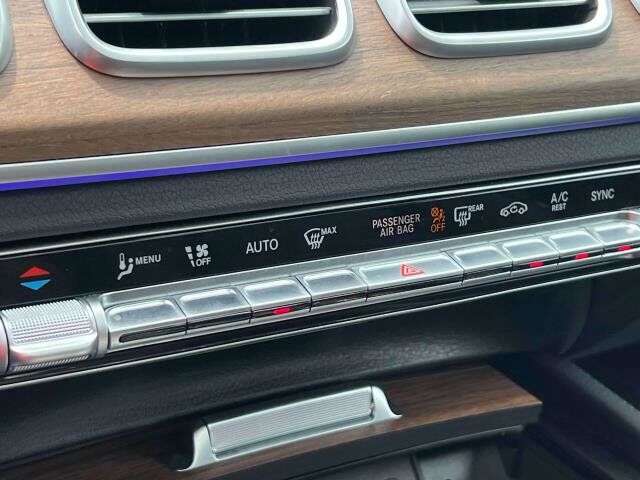 MENU
OFF
AUTO
MAX
PASSENGER
AIR BAG
OFF
REAR
A/C
REST
SYNC